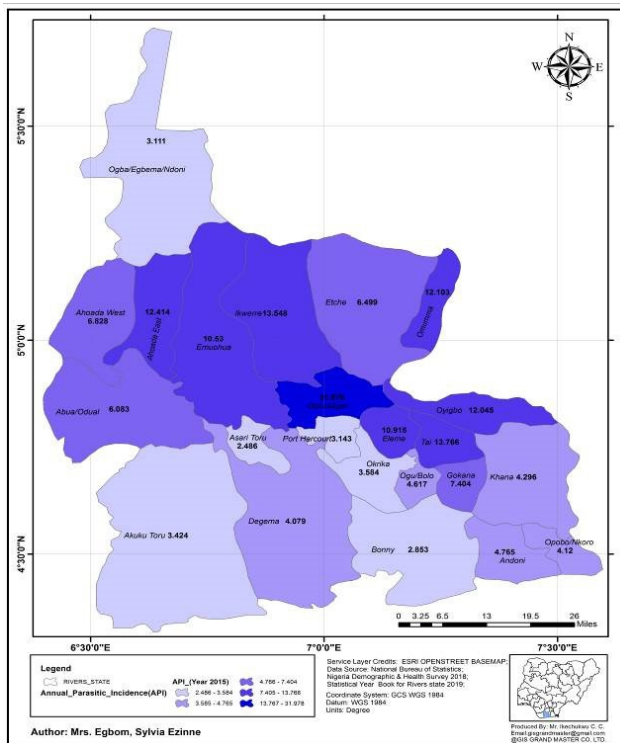 N
W E
S
5°30'0"N
5°0'0"N
4°30'0"N
3.111
Ogba/Egbema/Ndoni
Ahoada West
6.828
12.414
Ahoada East
10.53
Emuohua
Ikwerre13.548
Etche 6.499
12.103
Omumma
Abua/Odual 6.083
Oyigbo 12.045
Asari Toru
2.486
Port Harcourt3.143
10.915
Eleme
Tai 13.766
Okrika
3.584
Ogu/Bolo
4.617
Gokana
7.404
Khana 4.296
Akuku Toru 3.424
Degema
4.079
Bonny 2.853
4.765
Andoni
Opobo/Nkoro
4.12
0 3.25 6.5 13 19.5 26
Miles
6°30'0"E
7°0'0"E
7°30'0"E
Legend
RIVERS_STATE
Annual_Parasitic_Incidence(API)
API_(Year 2015)
2.486 - 3.584
3.585 - 4.765
4.766 - 7.404
7.405 - 13.766
13.767 - 31.978
Service Layer Credits: ESRI OPENSTREET BASEMAP;
Data Source: National Bureau of Statistics;
Nigeria Demographic & Health Survey 2018;
Statistical Year Book for Rivers state 2019;
Coordinate System: GCS WGS 1984
Datum: WGS 1984
Units: Degree
Author: Mrs. Egbom, Sylvia Ezinne
Produced By: Mr. Ikechukwu C. C.
Email:gisgrandmaster@gmail.com
@GIS GRAND MASTER CO. LTD.